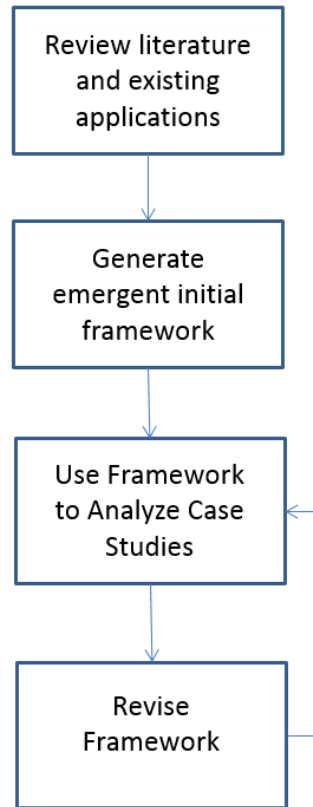 Review literature
and existing
applications
Generate
emergent initial
framework
Use Framework
to Analyze Case
Studies
Revise
Framework